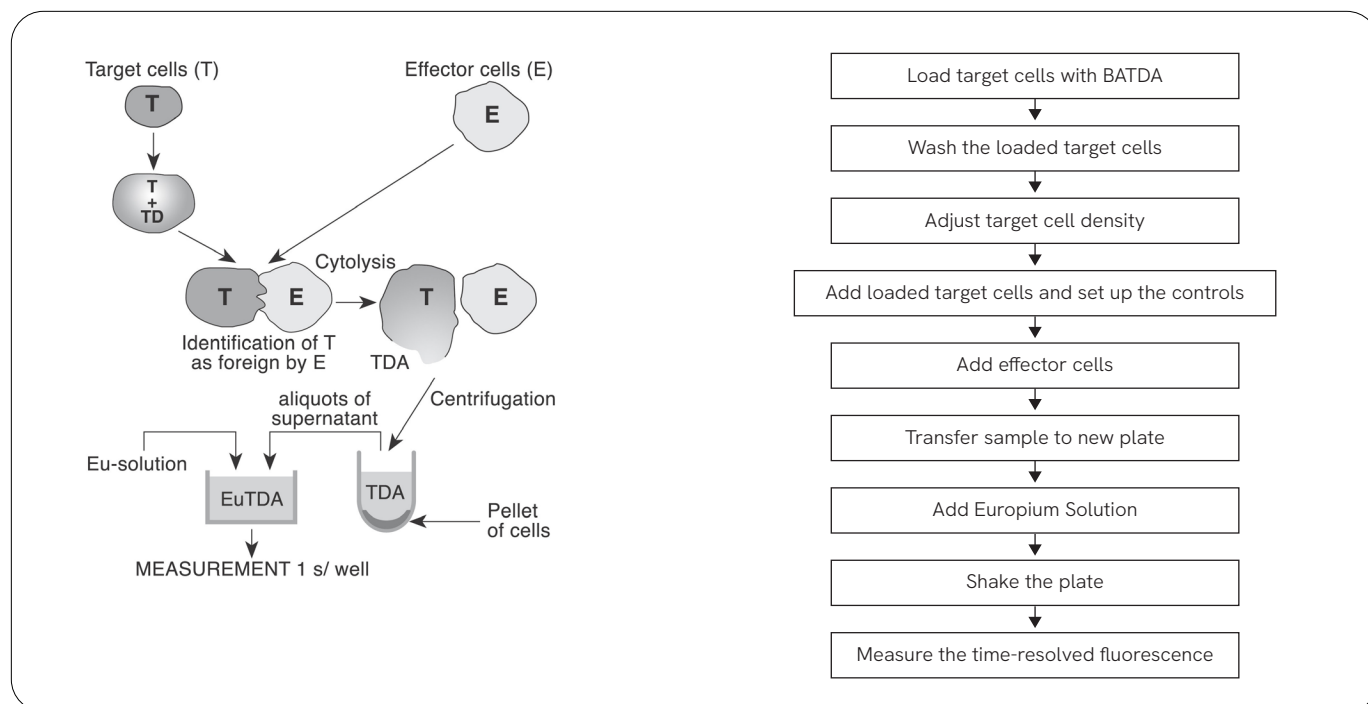 Target cells (T)
T
T
+
TD
Effector cells (E)
E
T
E
Identification of T
as foreign by E
Cytolysis
T
E
TDA
Centrifugation
aliquots of
supernatant
Eu-solution
EuTDA
TDA
Pellet
of cells
MEASUREMENT 1 s/ well
Load target cells with BATDA
Wash the loaded target cells
Adjust target cell density
Add loaded target cells and set up the controls
Add effector cells
Transfer sample to new plate
Add Europium Solution
Shake the plate
Measure the time-resolved fluorescence